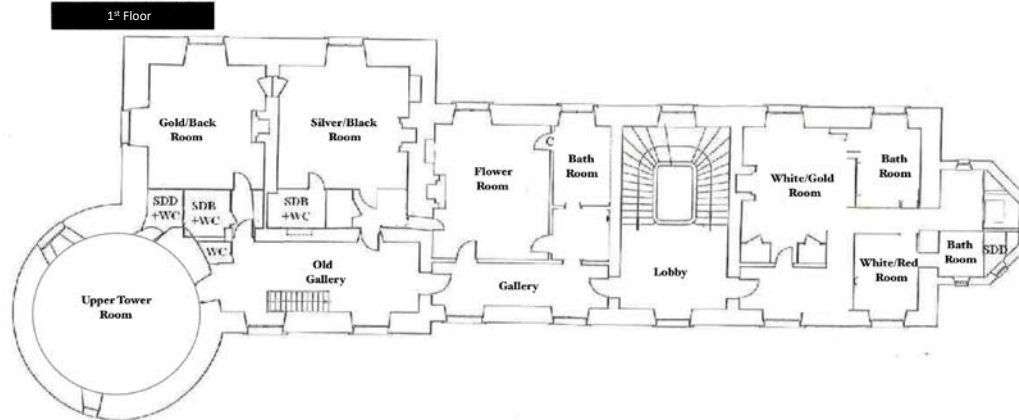 1st Floor
Gold/Back
Room
Silver/Black
Room
Flower
Room
Bath
Room
C
White/Gold
Room
Bath
Room
SDD
+WC
SDB
+WC
SDB
+WC
WC
Old
Gallery
Upper Tower
Room
Gallery
Lobby
White/Red
Room
Bath
Room
SDD